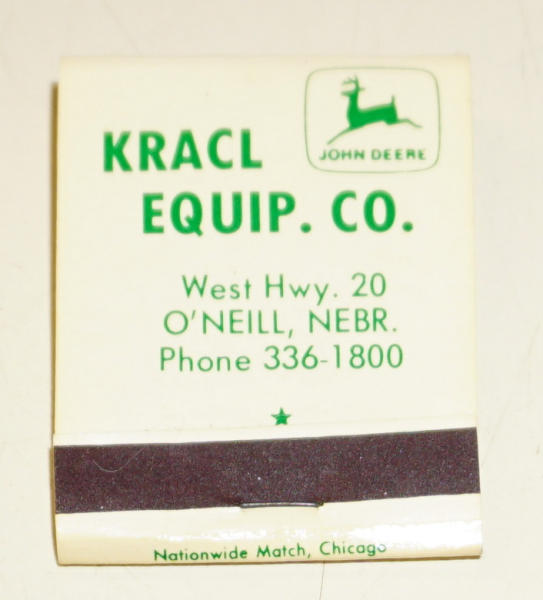 KRACL
JOHN DEERE
EQUIP. CO.
West Hwy. 20
O'NEILL, NEBR.
Phone 336-1800
Nationwide Match, Chicago